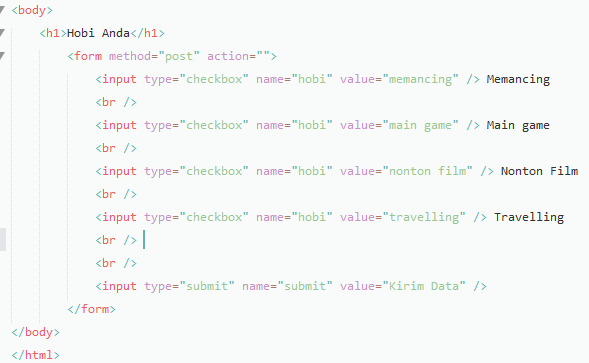 <body>
<h1>Hobi Anda</h1>
<form method="post" action="">
<input type="checkbox" name="hobi" value="memancing" /> Memancing
<br />
<input type="checkbox" name="hobi" value="main game" /> Main game
<br />
<input type="checkbox" name="hobi" value="nonton film" /> Nonton Film
<br />
<input type="checkbox" name="hobi" value="travelling" /> Travelling
<br />
<br />
<input type="submit" name="submit" value="Kirim Data" />
</form>
</body>
</html>